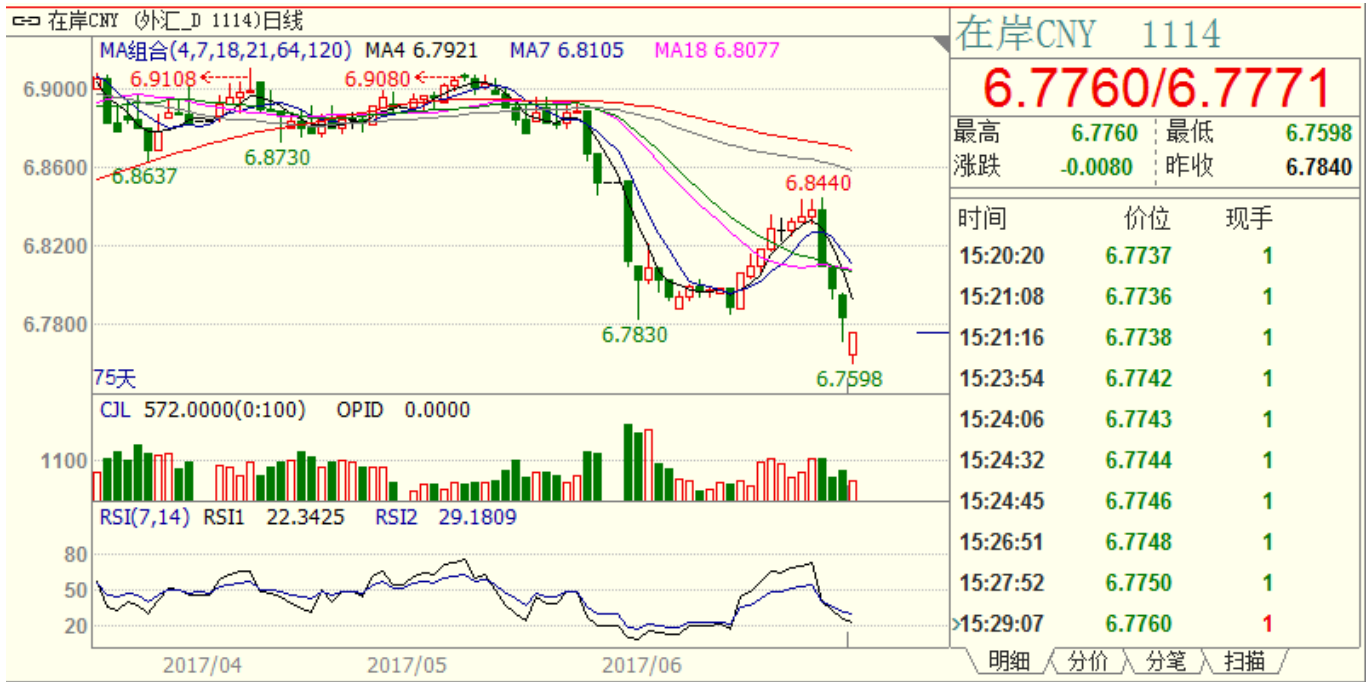 在岸CNY (外汇_D 1114)日线
MA组合(4,7,18,21,64,120) MA4 6.7921 MA7 6.8105 MA18 6.8077
6.9000
6.8600
6.8200
6.7800
6.9108
6.9080
6.8637
6.8730
6.8440
6.7830
6.7598
75天
CJL 572.0000(0:100) OPID 0.0000
1100
RSI(7,14) RSI1 22.3425 RSI2 29.1809
80
50
20
2017/04 2017/05 2017/06
在岸CNY 1114
6.7760/6.7771
最高 6.7760 最低 6.7598
涨跌 -0.0080 昨收 6.7840
时间 价位 现手
15:20:20 6.7737 1
15:21:08 6.7736 1
15:21:16 6.7738 1
15:23:54 6.7742 1
15:24:06 6.7743 1
15:24:32 6.7744 1
15:24:45 6.7746 1
15:26:51 6.7748 1
15:27:52 6.7750 1
>15:29:07 6.7760 1
明细 分价 分笔 扫描